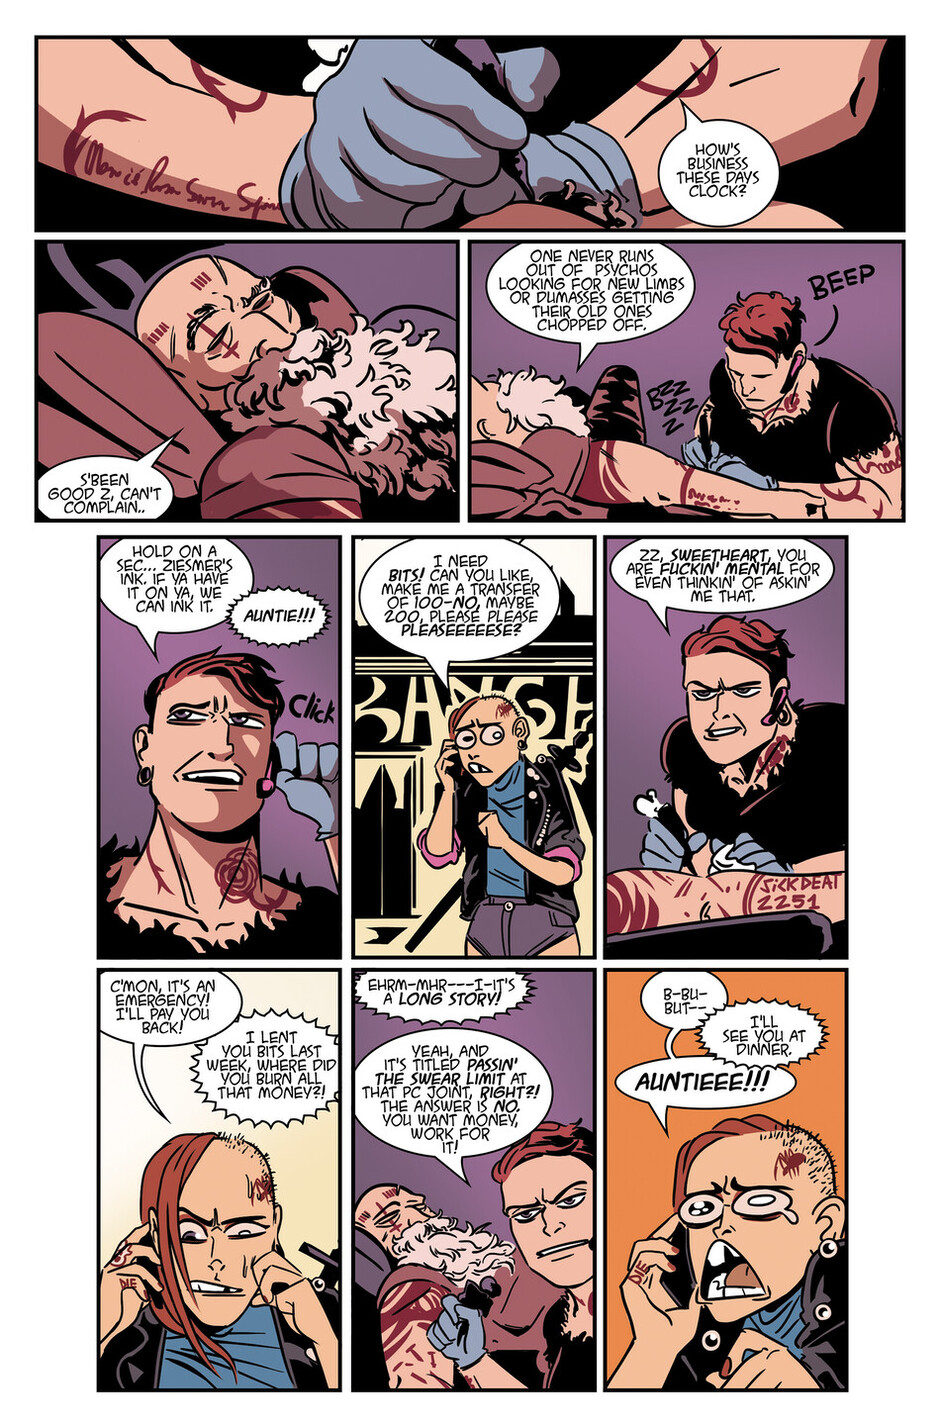 HOW'S
BUSINESS
THESE DAYS
CLOCK?
S'BEEN
GOOD Z, CAN'T
COMPLAIN..
ONE NEVER RUNS
OUT OF PSYCHOS
LOOKING FOR NEW LIMBS
OR DUMASSES GETTING
THEIR OLD ONES
CHOPPED OFF.
BEEP
BZZ
ZZ
Z
HOLD ON A
SEC... ZIESMER'S
INK. IF YA HAVE
IT ON YA, WE
CAN INK IT.
AUNTIE!!!
CLICK
I NEED
BITS! CAN YOU LIKE,
MAKE ME A TRANSFER
OF 100-NO, MAYBE
200, PLEASE PLEASE
PLEASEEEEESE?
ZZ, SWEETHEART, YOU
ARE FUCKIN' MENTAL FOR
EVEN THINKIN' OF ASKIN'
ME THAT.
SICKDEAT
2251
C'MON, IT'S AN
EMERGENCY!
I'LL PAY YOU
BACK!
I LENT
YOU BITS LAST
WEEK, WHERE DID
YOU BURN ALL
THAT MONEY?!
DIE
EHRM-MHR---I-IT'S
A LONG STORY!
YEAH, AND
IT'S TITLED PASSIN'
THE SWEAR LIMIT AT
THAT PC JOINT, RIGHT?!
THE ANSWER IS NO.
YOU WANT MONEY,
WORK FOR
IT!
B-BU-
BUT--
I'LL
SEE YOU AT
DINNER.
AUNTIEEE!!!
DIE